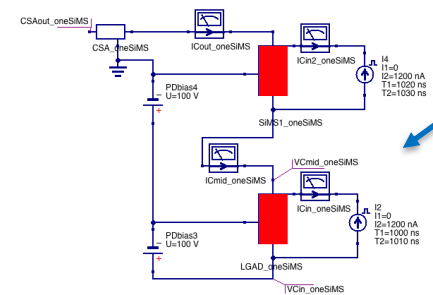 CSAout_oneSiMS
CSA_oneSiMS
ICout_oneSiMS
ICin2_oneSiMS
I4
I1=0
I2=1200 nA
T1=1020 ns
T2=1030 ns
PDbias4
U=100 V
SiMS1_oneSiMS
ICmid_oneSiMS
VCmid_oneSiMS
ICin_oneSiMS
I2
I1=0
I2=1200 nA
T1=1000 ns
T2=1010 ns
PDbias3
U=100 V
LGAD_oneSiMS
VCin_oneSiMS